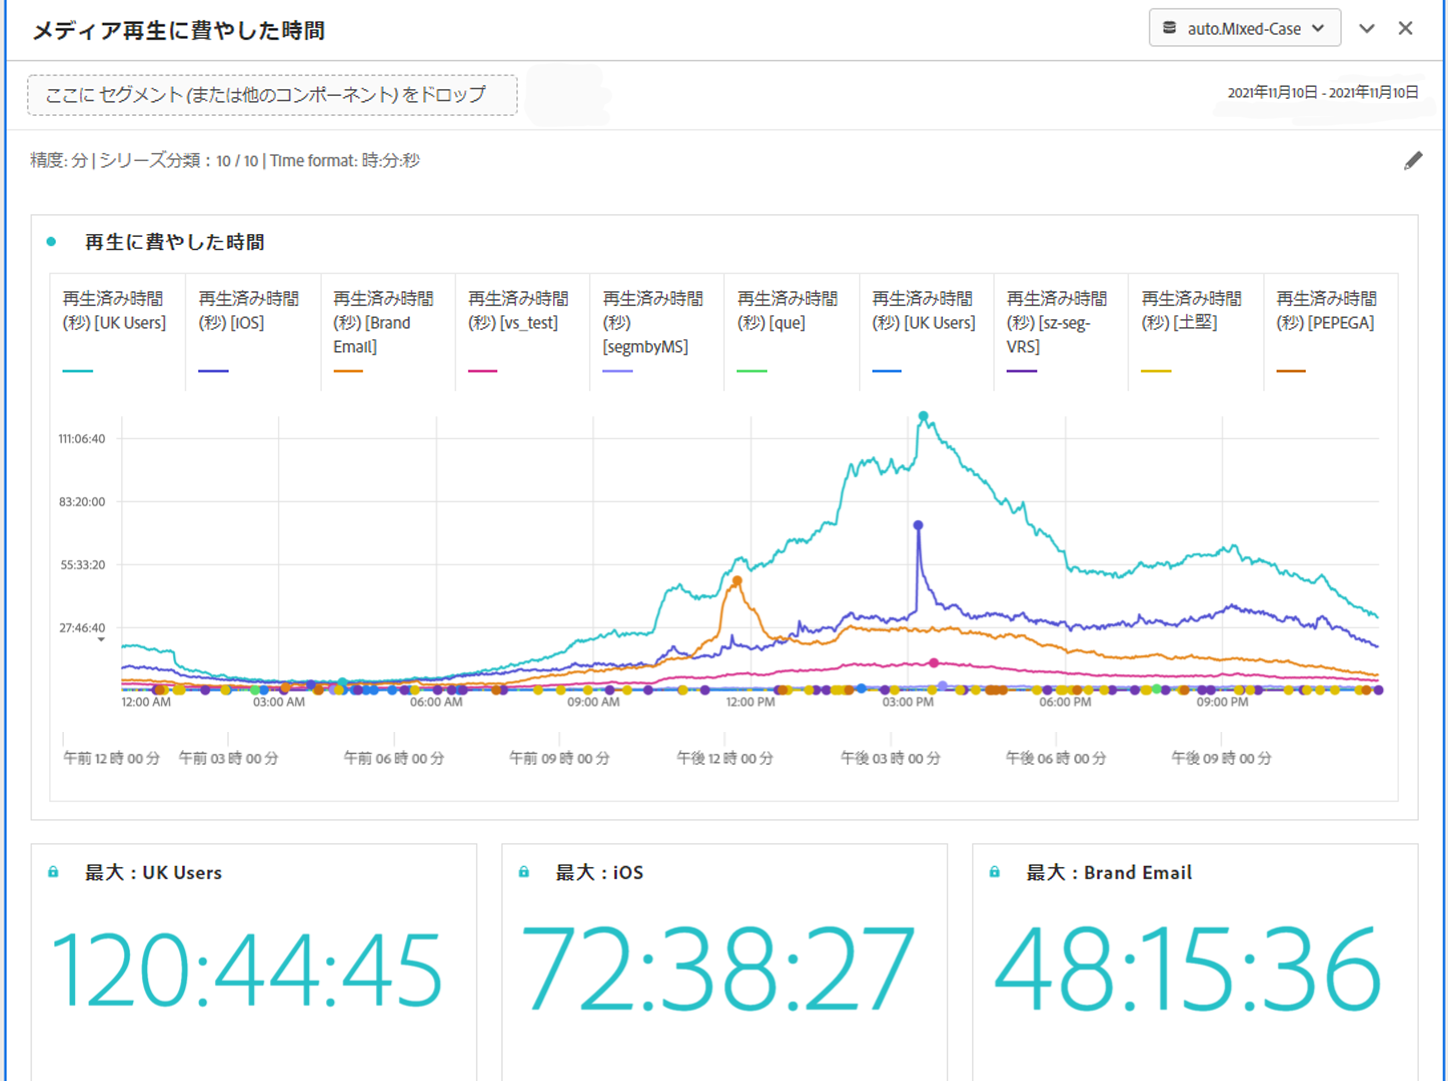 メディア再生に費やした時間
auto.Mixed-Case
ここに セグメント (または他のコンポーネント) をドロップ
2021年11月10日 - 2021年11月10日
精度: 分 | シリーズ分類 : 10 / 10 | Time format: 時:分:秒
再生に費やした時間
再生済み時間
(秒) [UK Users]
再生済み時間
(秒) [iOS]
再生済み時間
(秒) [Brand
Email]
再生済み時間
(秒) [vs_test]
再生済み時間
(秒)
[segmbyMS]
再生済み時間
(秒) [que]
再生済み時間
(秒) [UK Users]
再生済み時間
(秒) [sz-seg-
VRS]
再生済み時間
(秒)
再生済み時間
(秒) [PEPEGA]
111:06:40
83:20:00
55:33:20
27:46:40
12:00 AM
03:00 AM
06:00 AM
09:00 AM
12:00 PM
03:00 PM
06:00 PM
09:00 PM
午前 12 時 00 分
午前 03 時 00 分
午前 06 時 00 分
午前 09 時 00 分
午後 12 時 00 分
午後 03 時 00 分
午後 06 時 00 分
午後 09 時 00 分
最大 : UK Users
120:44:45
最大 : iOS
72:38:27
最大 : Brand Email
48:15:36